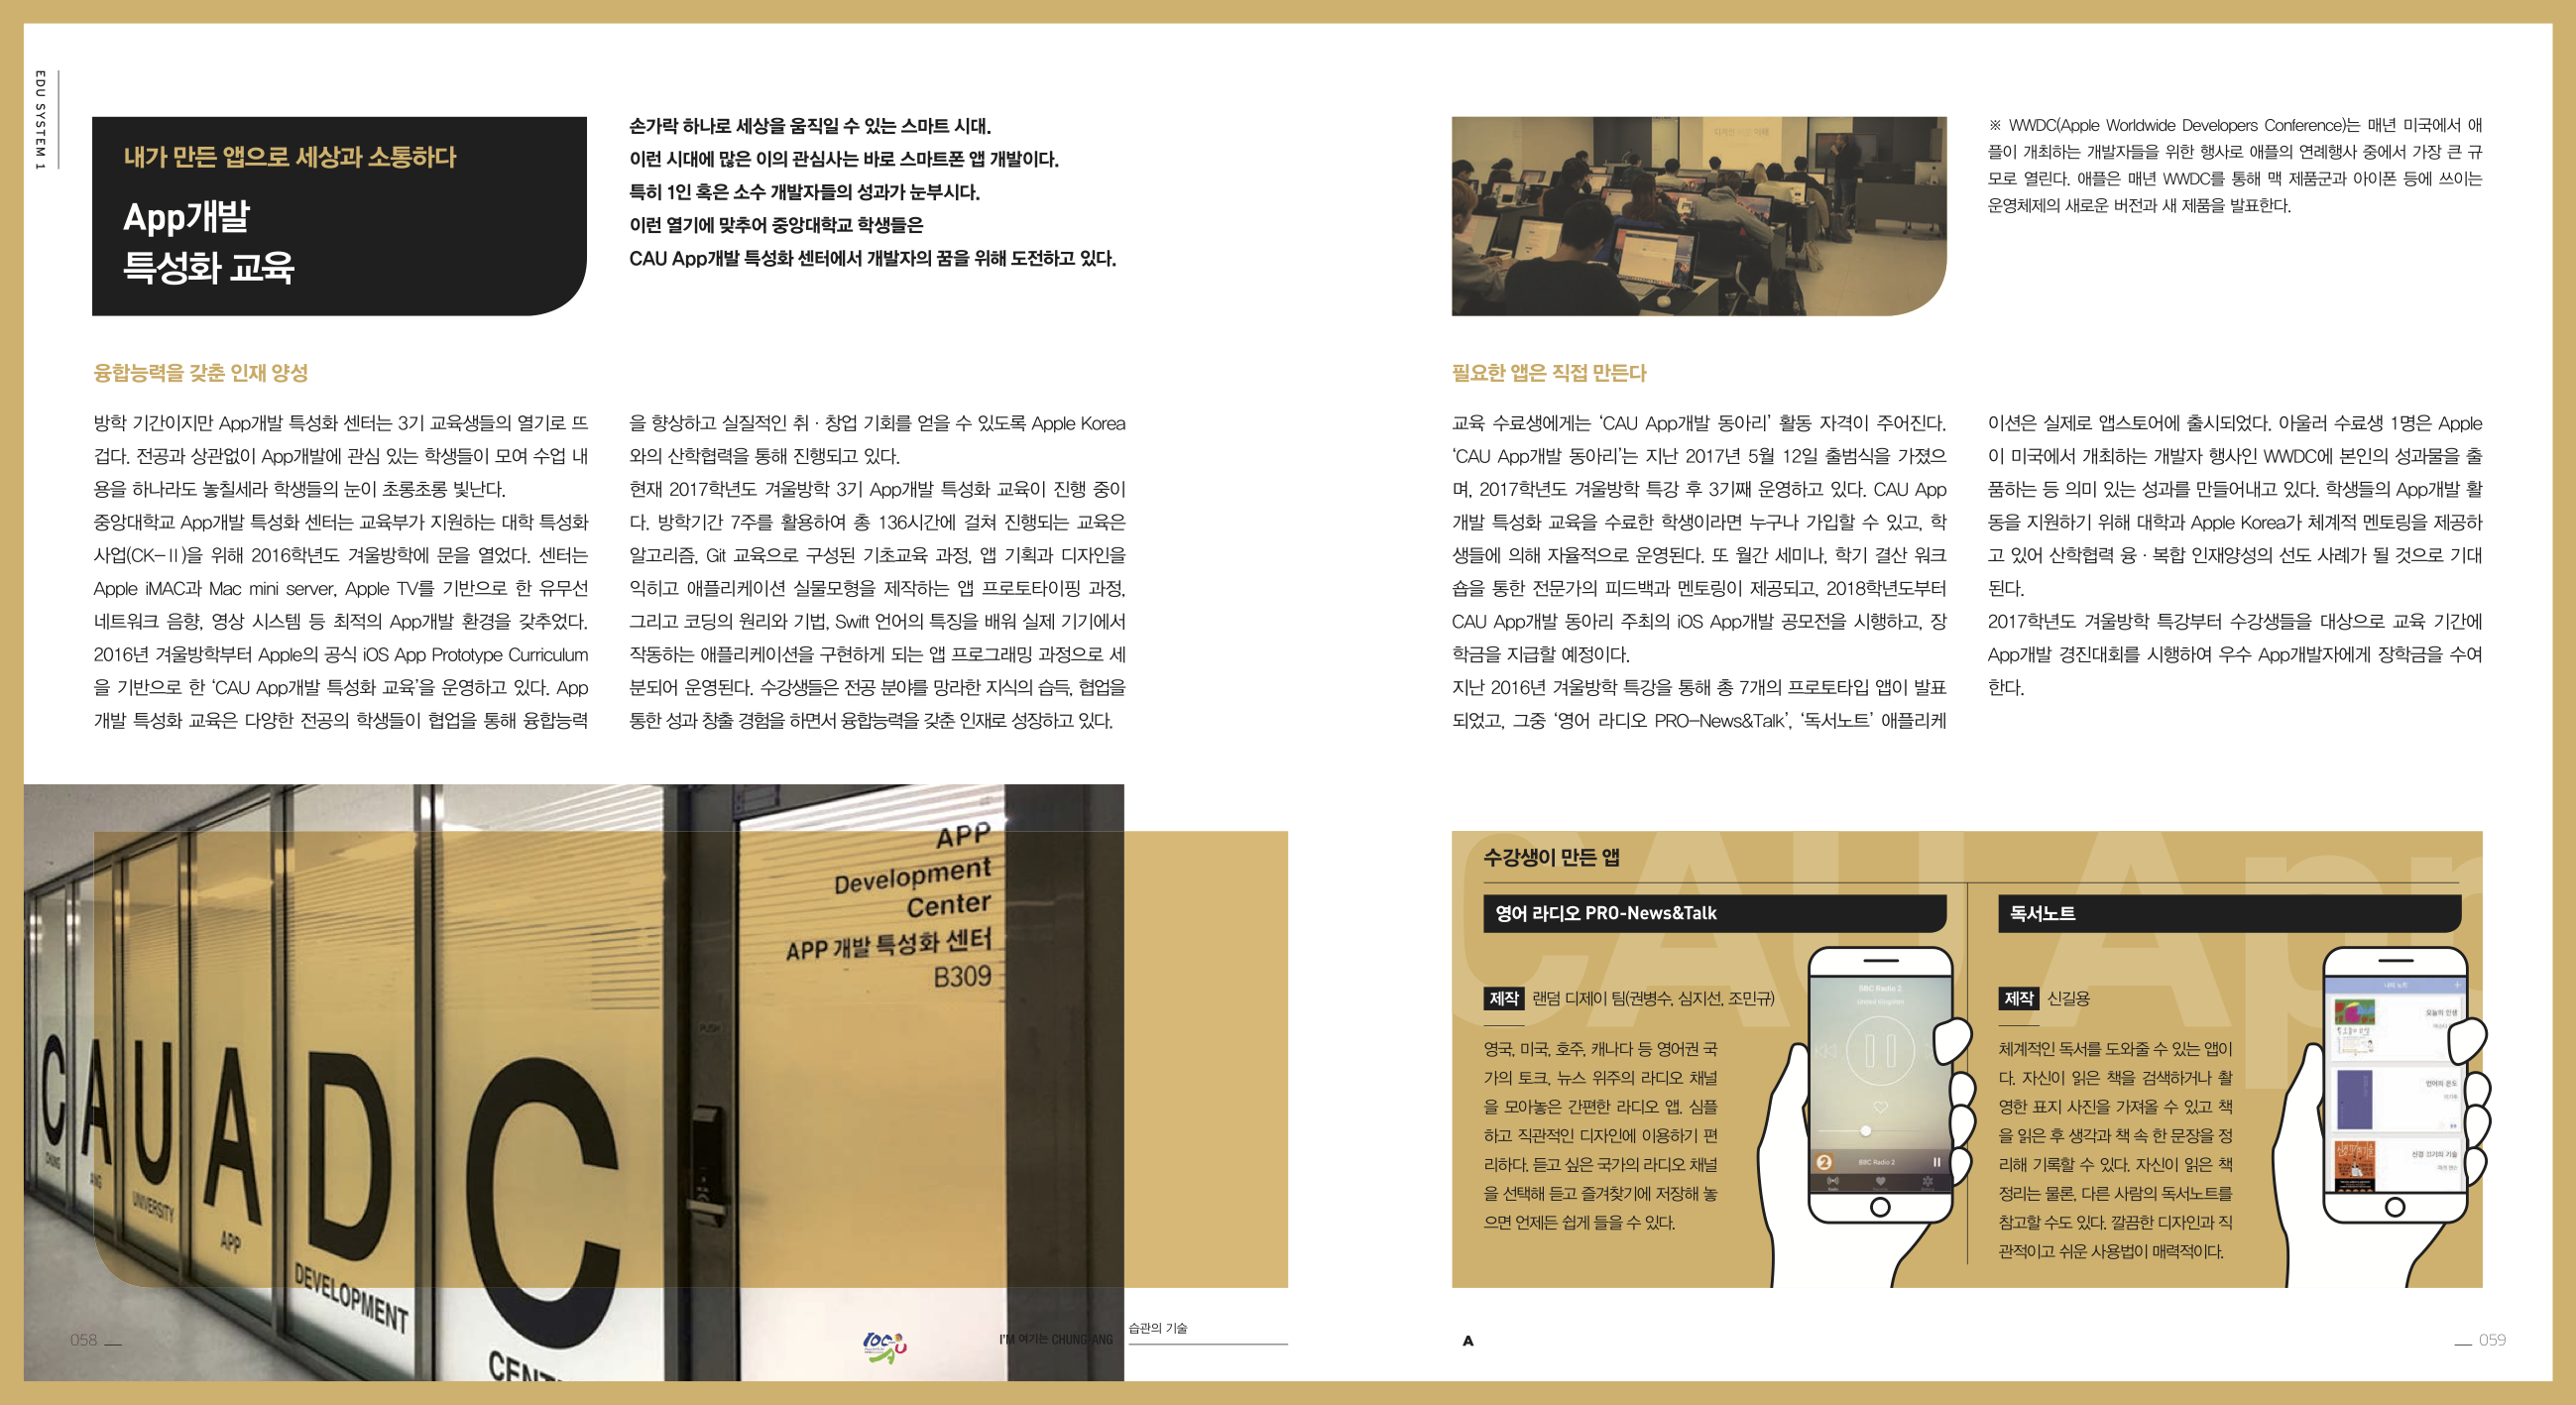 EDU SYSTEM 1
내가 만든 앱으로 세상과 소통하다
App개발
특성화 교육
손가락 하나로 세상을 움직일 수 있는 스마트 시대.
이런 시대에 많은 이의 관심사는 바로 스마트폰 앱 개발이다.
특히 1인 혹은 소수 개발자들의 성과가 눈부시다.
이런 열기에 맞추어 중앙대학교 학생들은
CAU App개발 특성화 센터에서 개발자의 꿈을 위해 도전하고 있다.
융합능력을 갖춘 인재 양성
방학 기간이지만 App개발 특성화 센터는 3기 교육생들의 열기로 뜨
겁다. 전공과 상관없이 App개발에 관심 있는 학생들이 모여 수업 내
용을 하나라도 놓칠세라 학생들의 눈이 초롱초롱 빛난다.
중앙대학교 App개발 특성화 센터는 교육부가 지원하는 대학 특성화
사업(CK-Ⅱ)을 위해 2016학년도 겨울방학에 문을 열었다. 센터는
Apple iMAC과 Mac mini server, Apple TV를 기반으로 한 유무선
네트워크 음향, 영상 시스템 등 최적의 App개발 환경을 갖추었다.
2016년 겨울방학부터 Apple의 공식 iOS App Prototype Curriculum
을 기반으로 한 ‘CAU App개발 특성화 교육’을 운영하고 있다. App
개발 특성화 교육은 다양한 전공의 학생들이 협업을 통해 융합능력
을 향상하고 실질적인 취 · 창업 기회를 얻을 수 있도록 Apple Korea
와의 산학협력을 통해 진행되고 있다.
현재 2017학년도 겨울방학 3기 App개발 특성화 교육이 진행 중이
다. 방학기간 7주를 활용하여 총 136시간에 걸쳐 진행되는 교육은
알고리즘, Git 교육으로 구성된 기초교육 과정, 앱 기획과 디자인을
익히고 애플리케이션 실물모형을 제작하는 앱 프로토타이핑 과정,
그리고 코딩의 원리와 기법, Swift 언어의 특징을 배워 실제 기기에서
작동하는 애플리케이션을 구현하게 되는 앱 프로그래밍 과정으로 세
분되어 운영된다. 수강생들은 전공 분야를 망라한 지식의 습득, 협업을
통한 성과 창출 경험을 하면서 융합능력을 갖춘 인재로 성장하고 있다.
APP
Development
Center
APP 개발 특성화 센터
B309
PUSH
C A U A D C
CHUNG
ANG
UNIVERSITY
APP
DEVELOPMENT
CENT
058
I'M 여기는 CHUNG-ANG
습관의 기술
※ WWDC(Apple Worldwide Developers Conference)는 매년 미국에서 애
플이 개최하는 개발자들을 위한 행사로 애플의 연례행사 중에서 가장 큰 규
모로 열린다. 애플은 매년 WWDC를 통해 맥 제품군과 아이폰 등에 쓰이는
운영체제의 새로운 버전과 새 제품을 발표한다.
필요한 앱은 직접 만든다
교육 수료생에게는 ‘CAU App개발 동아리’ 활동 자격이 주어진다.
‘CAU App개발 동아리’는 지난 2017년 5월 12일 출범식을 가졌으
며, 2017학년도 겨울방학 특강 후 3기째 운영하고 있다. CAU App
개발 특성화 교육을 수료한 학생이라면 누구나 가입할 수 있고, 학
생들에 의해 자율적으로 운영된다. 또 월간 세미나, 학기 결산 워크
숍을 통한 전문가의 피드백과 멘토링이 제공되고, 2018학년도부터
CAU App개발 동아리 주최의 iOS App개발 공모전을 시행하고, 장
학금을 지급할 예정이다.
지난 2016년 겨울방학 특강을 통해 총 7개의 프로토타입 앱이 발표
되었고, 그중 ‘영어 라디오 PRO-News&Talk’, ‘독서노트’ 애플리케
이션은 실제로 앱스토어에 출시되었다. 아울러 수료생 1명은 Apple
이 미국에서 개최하는 개발자 행사인 WWDC에 본인의 성과물을 출
품하는 등 의미 있는 성과를 만들어내고 있다. 학생들의 App개발 활
동을 지원하기 위해 대학과 Apple Korea가 체계적 멘토링을 제공하
고 있어 산학협력 융 · 복합 인재양성의 선도 사례가 될 것으로 기대
된다.
2017학년도 겨울방학 특강부터 수강생들을 대상으로 교육 기간에
App개발 경진대회를 시행하여 우수 App개발자에게 장학금을 수여
한다.
CAU App
수강생이 만든 앱
영어 라디오 PRO-News&Talk
제작 랜덤 디제이 팀(권병수, 심지선, 조민규)
영국, 미국, 호주, 캐나다 등 영어권 국
가의 토크, 뉴스 위주의 라디오 채널
을 모아놓은 간편한 라디오 앱. 심플
하고 직관적인 디자인에 이용하기 편
리하다. 듣고 싶은 국가의 라디오 채널
을 선택해 듣고 즐겨찾기에 저장해 놓
으면 언제든 쉽게 들을 수 있다.
BBC Radio 2
United Kingdom
2 BBC Radio 2
독서노트
제작 신길용
체계적인 독서를 도와줄 수 있는 앱이
다. 자신이 읽은 책을 검색하거나 촬
영한 표지 사진을 가져올 수 있고 책
을 읽은 후 생각과 책 속 한 문장을 정
리해 기록할 수 있다. 자신이 읽은 책
정리는 물론, 다른 사람의 독서노트를
참고할 수도 있다. 깔끔한 디자인과 직
관적이고 쉬운 사용법이 매력적이다.
나의 노트
오늘의 인생
언어의 온도
신경 끄기의 기술
A
059